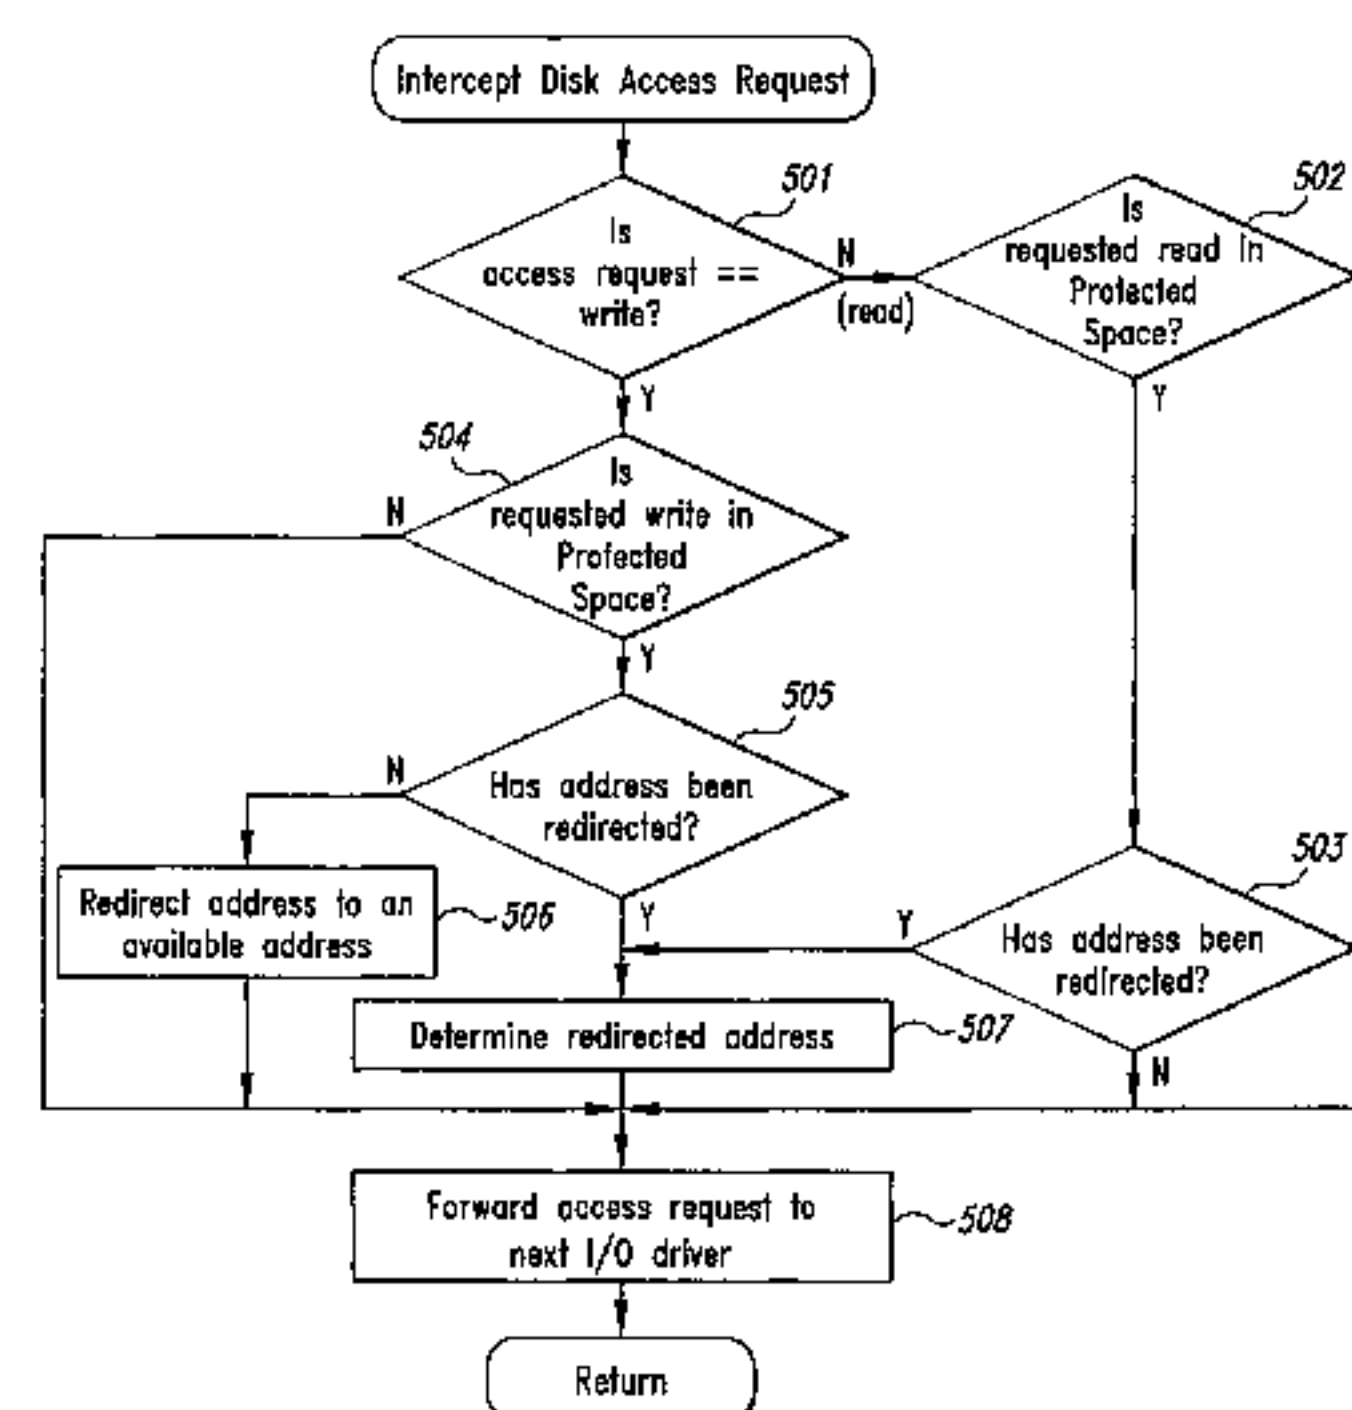 Intercept Disk Access Request
501
Is
access request ==
write?
N
(read)
502
Is
requested read in
Protected
Space?
Y
Y
504
N
Is
requested write in
Protected
Space?
Y
505
N
Has address been
redirected?
Y
503
Y
Has address been
redirected?
N
Redirect address to an
available address
506
Determine redirected address
507
Forward access request to
next I/O driver
508
Return